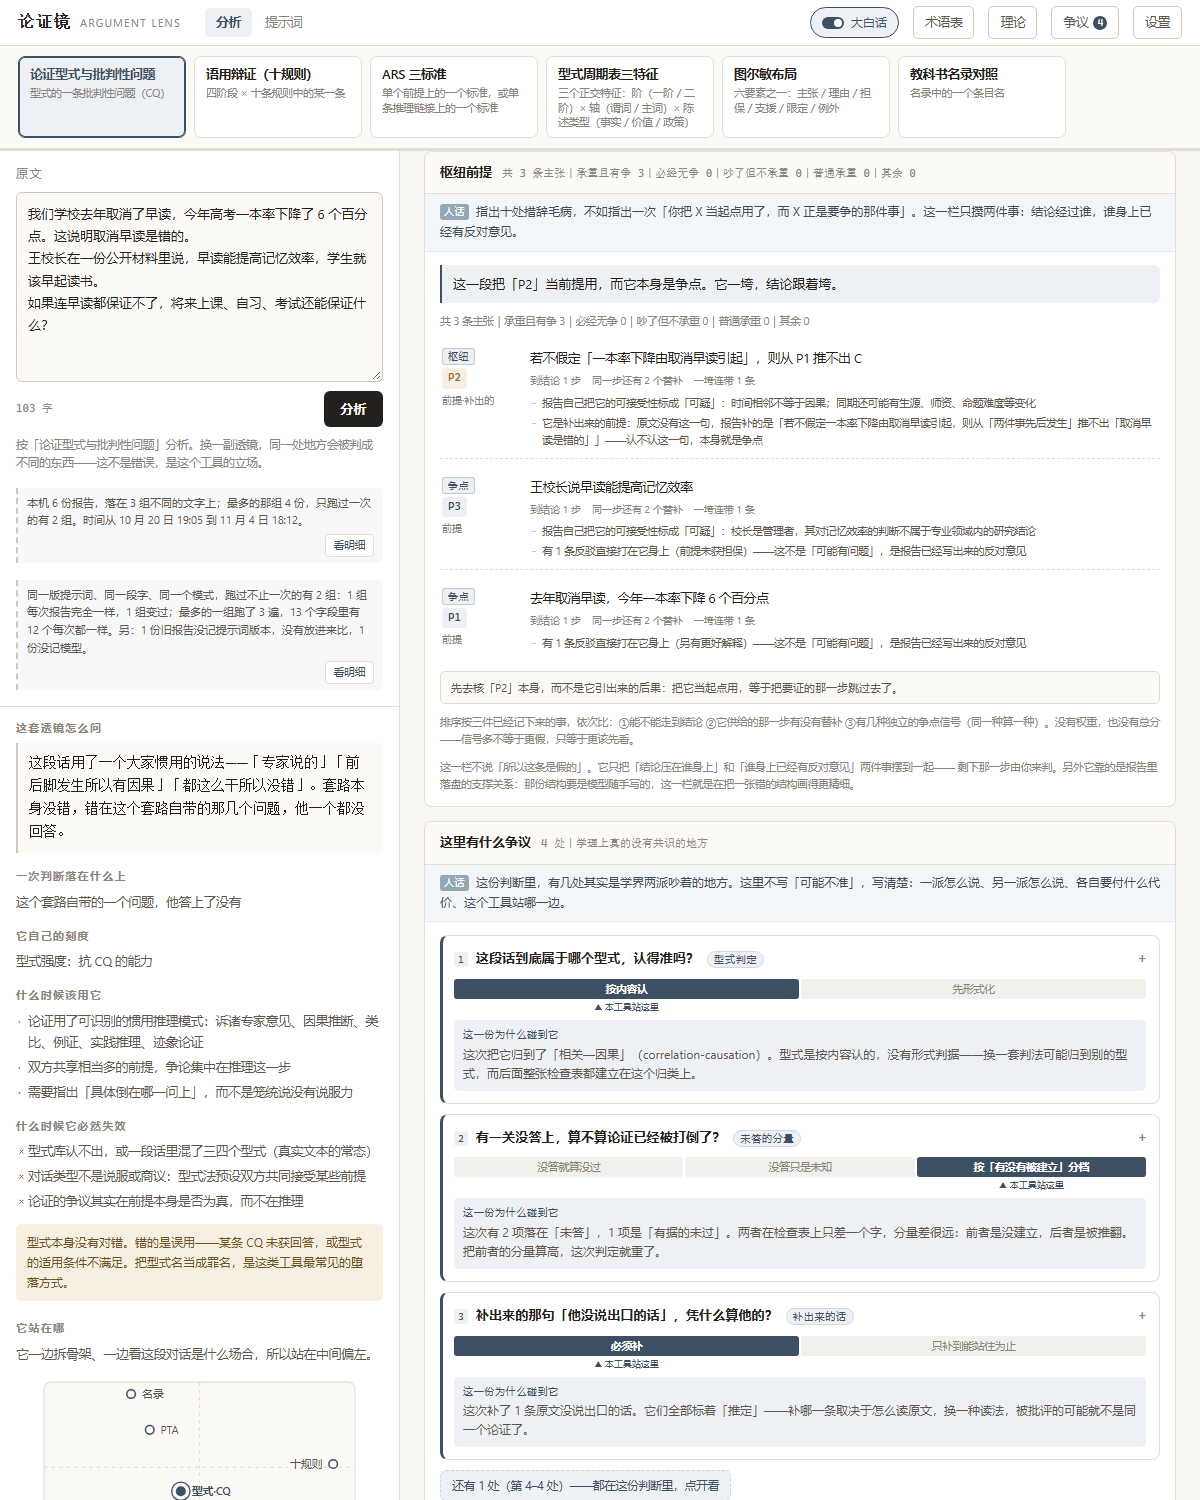 论证镜 ARGUMENT LENS 分析 提示词
大白话 术语表 理论 争议 4 设置
论证型式与批判性问题
型式的一条批判性问题（CQ）
语用辩证（十规则）
四阶段 × 十条规则中的某一条
ARS 三标准
单个前提上的一个标准，或单
条推理链接上的一个标准
型式周期表三特征
三个正交特征：阶（一阶 / 二
阶）× 轴（谓词 / 主词）× 陈
述类型（事实 / 价值 / 政策）
图尔敏布局
六要素之一：主张 / 理由 / 担
保 / 支援 / 限定 / 例外
教科书名录对照
名录中的一个条目名
原文
我们学校去年取消了早读，今年高考一本率下降了 6 个百分
点。这说明取消早读是错的。
王校长在一份公开材料里说，早读能提高记忆效率，学生就
该早起读书。
如果连早读都保证不了，将来上课、自习、考试还能保证什
么？
103 字
分析
按「论证型式与批判性问题」分析。换一副透镜，同一处地方会被判成
不同的东西——这不是错误，是这个工具的立场。
本机 6 份报告，落在 3 组不同的文字上；最多的那组 4 份，只跑过一次
的有 2 组。时间从 10 月 20 日 19:05 到 11 月 4 日 18:12。
看明细
同一版提示词、同一段字、同一个模式，跑过不止一次的有 2 组：1 组
每次报告完全一样，1 组变过；最多的一组跑了 3 遍，13 个字段里有
12 个每次都一样。另：1 份旧报告没记提示词版本，没有放进来比，1
份没记模型。
看明细
这套透镜怎么问
这段话用了一个大家惯用的说法——「专家说的」「前
后脚发生所以有因果」「都这么干所以没错」。套路本
身没错，错在这个套路自带的那几个问题，他一个都没
回答。
一次判断落在什么上
这个套路自带的一个问题，他答上了没有
它自己的刻度
型式强度：抗 CQ 的能力
什么时候该用它
· 论证用了可识别的惯用推理模式：诉诸专家意见、因果推断、类
比、例证、实践推理、迹象论证
· 双方共享相当多的前提，争论集中在推理这一步
· 需要指出「具体倒在哪一问上」，而不是笼统说没有说服力
什么时候它必然失效
× 型式库认不出，或一段话里混了三四个型式（真实文本的常态）
× 对话类型不是说服或商议：型式法预设双方共同接受某些前提
× 论证的争议其实在前提本身是否为真，而不在推理
型式本身没有对错。错的是误用——某条 CQ 未获回答，或型式
的适用条件不满足。把型式名当成罪名，是这类工具最常见的堕
落方式。
它站在哪
它一边拆骨架、一边看这段对话是什么场合，所以站在中间偏左。
名录
PTA
十规则
型式·CQ
枢纽前提 共 3 条主张｜承重且有争 3｜必经无争 0｜吵了但不承重 0｜普通承重 0｜其余 0
人话 指出十处措辞毛病，不如指出一次「你把 X 当起点用了，而 X 正是要争的那件事」。这一栏只攒两件事：结论经过谁，谁身上已
经有反对意见。
这一段把「P2」当前提用，而它本身是争点。它一垮，结论跟着垮。
共 3 条主张｜承重且有争 3｜必经无争 0｜吵了但不承重 0｜普通承重 0｜其余 0
枢纽
P2
前提·补出的
若不假定「一本率下降由取消早读引起」，则从 P1 推不出 C
到结论 1 步 同一步还有 2 个替补 一垮连带 1 条
– 报告自己把它的可接受性标成「可疑」：时间相邻不等于因果；同期还可能有生源、师资、命题难度等变化
– 它是补出来的前提：原文没有这一句，报告补的是「若不假定一本率下降由取消早读引起，则从「两件事先后发生」推不出「取消早
读是错的」」——认不认这一句，本身就是争点
争点
P3
前提
王校长说早读能提高记忆效率
到结论 1 步 同一步还有 2 个替补 一垮连带 1 条
– 报告自己把它的可接受性标成「可疑」：校长是管理者，其对记忆效率的判断不属于专业领域内的研究结论
– 有 1 条反驳直接打在它身上（前提未获担保）——这不是「可能有问题」，是报告已经写出来的反对意见
争点
P1
前提
去年取消早读，今年一本率下降 6 个百分点
到结论 1 步 同一步还有 2 个替补 一垮连带 1 条
– 有 1 条反驳直接打在它身上（另有更好解释）——这不是「可能有问题」，是报告已经写出来的反对意见
先去核「P2」本身，而不是它引出来的后果：把它当起点用，等于把要证的那一步跳过去了。
排序按三件已经记下来的事，依次比：①能不能走到结论 ②它供给的那一步有没有替补 ③有几种独立的争点信号（同一种算一种）。没有权重，也没有总分
——信号多不等于更假，只等于更该先看。
这一栏不说「所以这条是假的」。它只把「结论压在谁身上」和「谁身上已经有反对意见」两件事摆到一起—— 剩下那一步由你来判。另外它靠的是报告里
落盘的支撑关系：那份结构要是模型随手写的，这一栏就是在把一张错的结构画得更精细。
这里有什么争议 4 处｜学理上真的没有共识的地方
人话 这份判断里，有几处其实是学界两派吵着的地方。这里不写「可能不准」，写清楚：一派怎么说、另一派怎么说、各自要付什么代
价、这个工具站哪一边。
1 这段话到底属于哪个型式，认得准吗？ 型式判定 +
按内容认 先形式化
▲ 本工具站这里
这一份为什么碰到它
这次把它归到了「相关—因果」（correlation-causation）。型式是按内容认的，没有形式判据——换一套判法可能归到别的型
式，而后面整张检查表都建立在这个归类上。
2 有一关没答上，算不算论证已经被打倒了？ 未答的分量 +
没答就算没过 没答只是未知 按「有没有被建立」分档
▲ 本工具站这里
这一份为什么碰到它
这次有 2 项落在「未答」，1 项是「有据的未过」。两者在检查表上只差一个字，分量差很远：前者是没建立，后者是被推翻。
把前者的分量算高，这次判定就重了。
3 补出来的那句「他没说出口的话」，凭什么算他的？ 补出来的话 +
必须补 只补到能站住为止
▲ 本工具站这里
这一份为什么碰到它
这次补了 1 条原文没说出口的话。它们全部标着「推定」——补哪一条取决于怎么读原文，换一种读法，被批评的可能就不是同
一个论证了。
还有 1 处（第 4–4 处）——都在这份判断里，点开看